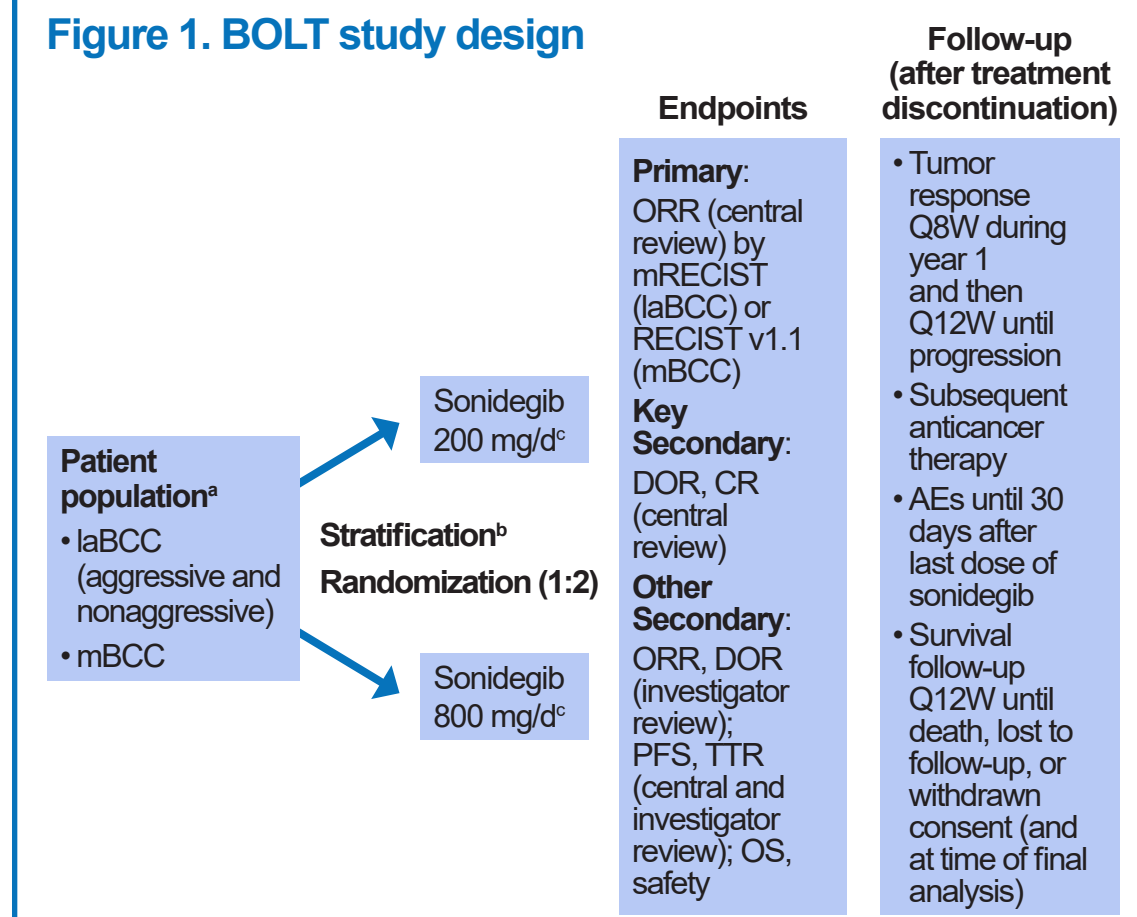 Figure 1. BOLT study design
Patient
populationᵃ
• laBCC
(aggressive and
nonaggressive)
• mBCC
Sonidegib
200 mg/dᶜ
Stratificationᵇ
Randomization (1:2)
Sonidegib
800 mg/dᶜ
Endpoints
Primary:
ORR (central
review) by
mRECIST
(laBCC) or
RECIST v1.1
(mBCC)
Key
Secondary:
DOR, CR
(central
review)
Other
Secondary:
ORR, DOR
(investigator
review);
PFS, TTR
(central and
investigator
review); OS,
safety
Follow-up
(after treatment
discontinuation)
• Tumor
response
Q8W during
year 1
and then
Q12W until
progression
• Subsequent
anticancer
therapy
• AEs until 30
days after
last dose of
sonidegib
• Survival
follow-up
Q12W until
death, lost to
follow-up, or
withdrawn
consent (and
at time of final
analysis)